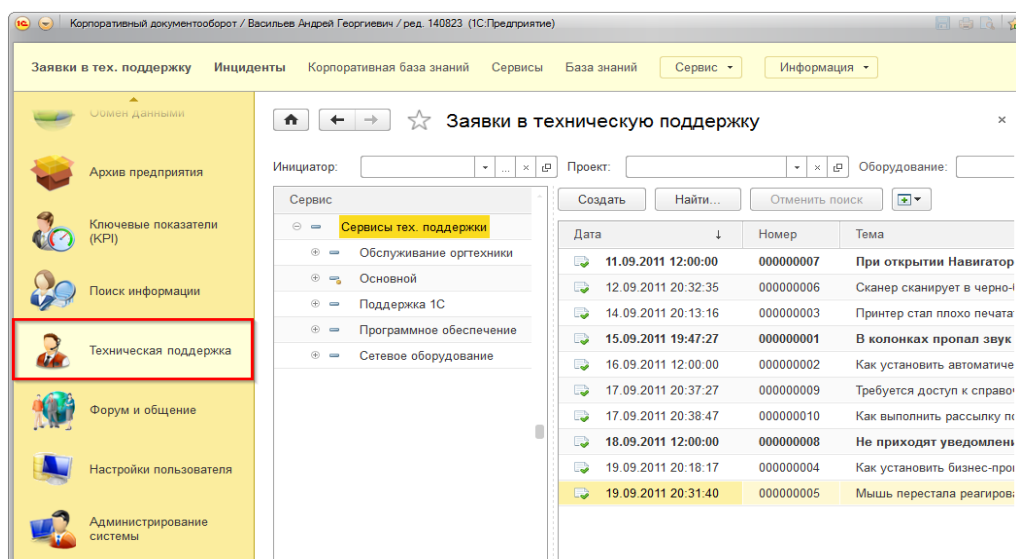 1С Корпоративный документооборот / Васильев Андрей Георгиевич / ред. 140823 (1С:Предприятие)
Заявки в тех. поддержку Инциденты Корпоративная база знаний Сервисы База знаний Сервис Информация
Обмен данными
Архив предприятия
Ключевые показатели
(KPI)
Поиск информации
Техническая поддержка
Форум и общение
Настройки пользователя
Администрирование
системы
Заявки в техническую поддержку
Инициатор: Проект: Оборудование:
Сервис
Сервисы тех. поддержки
Обслуживание оргтехники
Основной
Поддержка 1С
Программное обеспечение
Сетевое оборудование
Создать Найти... Отменить поиск
Дата Номер Тема
11.09.2011 12:00:00 000000007 При открытии Навигатор
12.09.2011 20:32:35 000000006 Сканер сканирует в черно-
14.09.2011 20:13:16 000000003 Принтер стал плохо печата
15.09.2011 19:47:27 000000001 В колонках пропал звук
16.09.2011 12:00:00 000000002 Как установить автоматиче
17.09.2011 20:37:27 000000009 Требуется доступ к справо
17.09.2011 20:38:47 000000010 Как выполнить рассылку п
18.09.2011 12:00:00 000000008 Не приходят уведомлени
19.09.2011 20:18:17 000000004 Как установить бизнес-про
19.09.2011 20:31:40 000000005 Мышь перестала реагирова